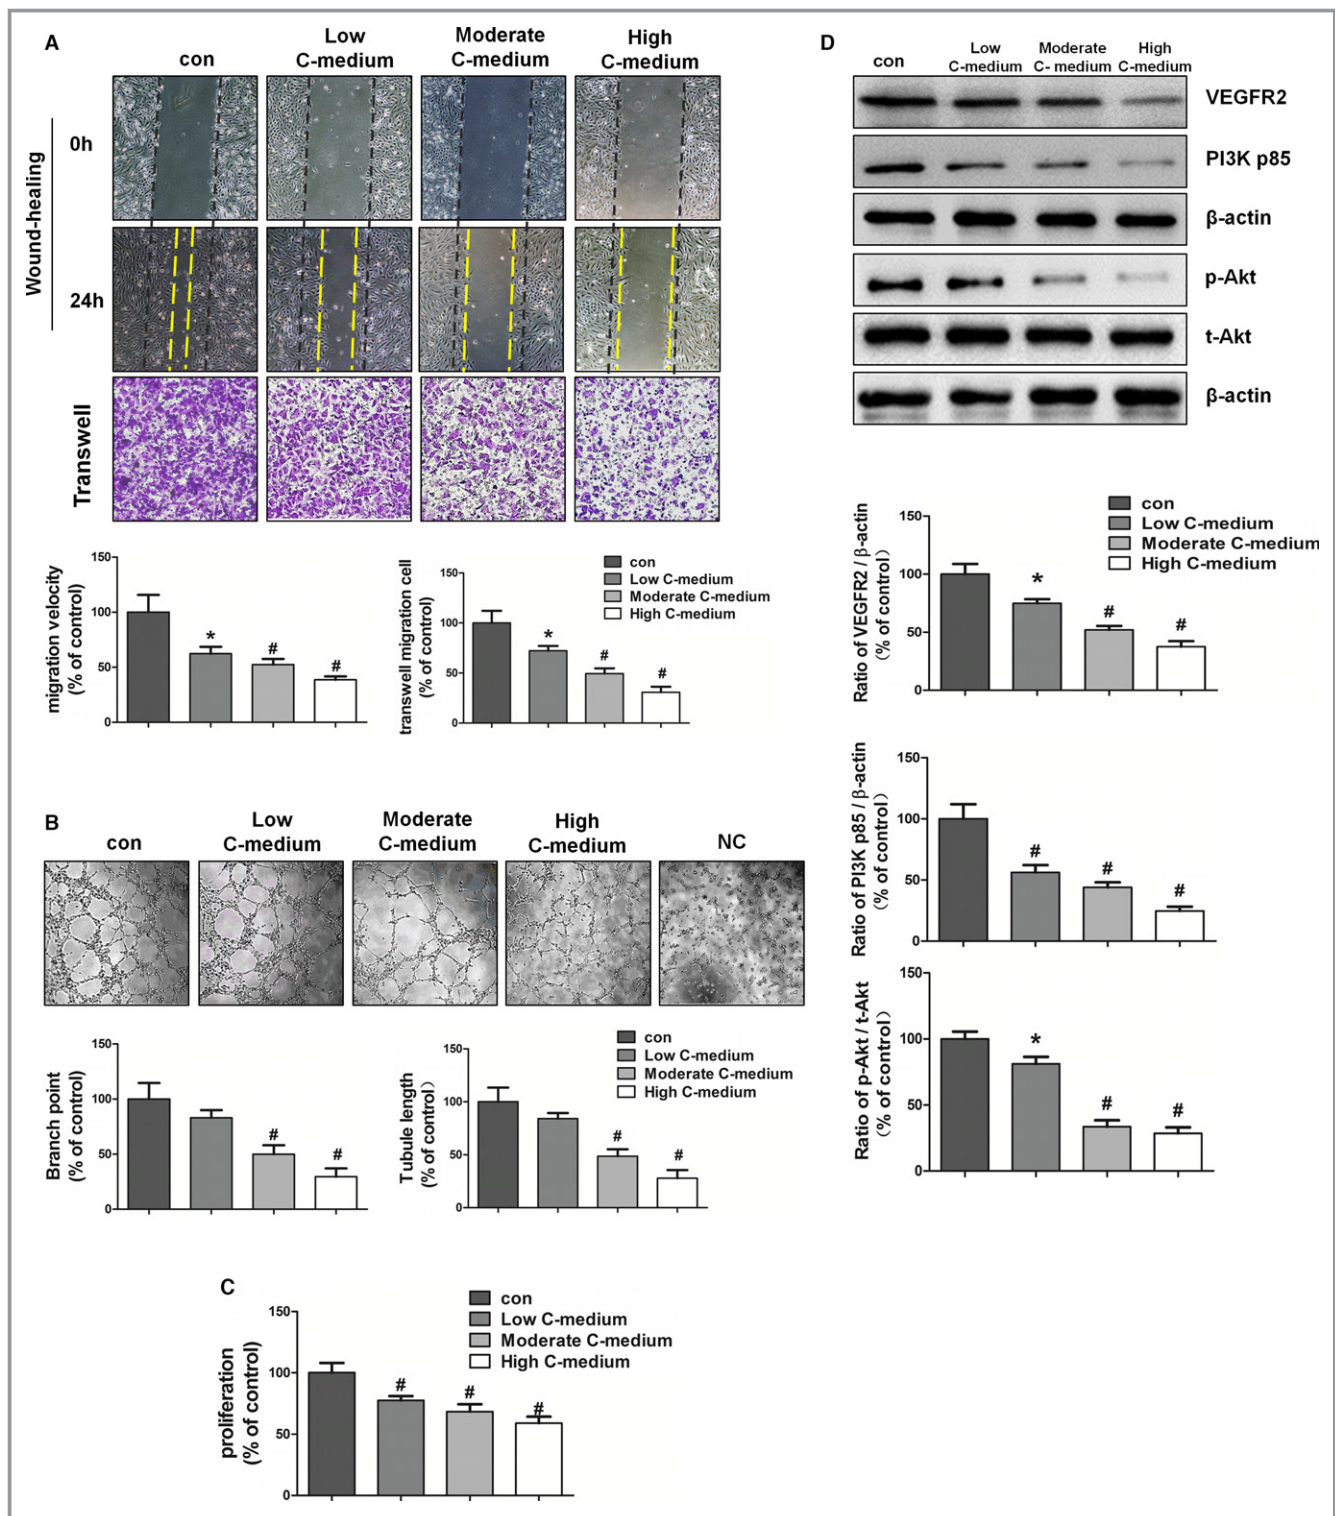 A
con
Low
C-medium
Moderate
C-medium
High
C-medium
Wound-healing
0h
24h
Transwell
migration velocity
(% of control)
150
100
50
0
*
#
#
transwell migration cell
(% of control)
150
100
50
0
*
#
#
con
Low C-medium
Moderate C-medium
High C-medium
B
con
Low
C-medium
Moderate
C-medium
High
C-medium
NC
Branch point
(% of control)
150
100
50
0
#
#
Tubule length
(% of control)
150
100
50
0
#
#
con
Low C-medium
Moderate C-medium
High C-medium
C
proliferation
(% of control)
150
100
50
0
#
#
#
con
Low C-medium
Moderate C-medium
High C-medium
D
con
Low
C-medium
Moderate
C- medium
High
C-medium
VEGFR2
PI3K p85
β-actin
p-Akt
t-Akt
β-actin
con
Low C-medium
Moderate C-medium
High C-medium
Ratio of VEGFR2 / β-actin
(% of control)
150
100
50
0
*
#
#
Ratio of PI3K p85 / β-actin
(% of control)
150
100
50
0
#
#
#
Ratio of p-Akt / t-Akt
(% of control)
150
100
50
0
*
#
#